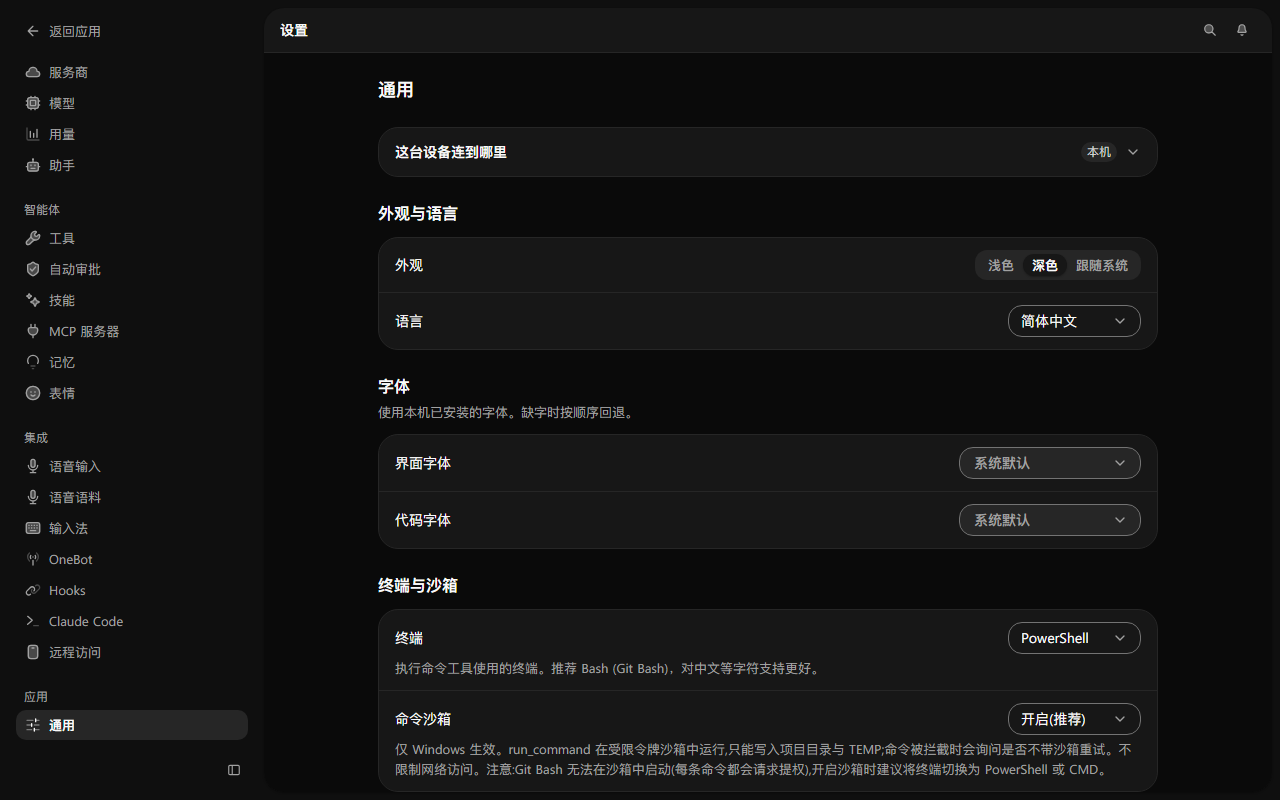 返回应用
服务商
模型
用量
助手
智能体
工具
自动审批
技能
MCP 服务器
记忆
表情
集成
语音输入
语音语料
输入法
OneBot
Hooks
Claude Code
远程访问
应用
通用
设置
通用
这台设备连到哪里
本机
外观与语言
外观
浅色 深色 跟随系统
语言
简体中文
字体
使用本机已安装的字体。缺字时按顺序回退。
界面字体
系统默认
代码字体
系统默认
终端与沙箱
终端
PowerShell
执行命令工具使用的终端。推荐 Bash (Git Bash)，对中文等字符支持更好。
命令沙箱
开启(推荐)
仅 Windows 生效。run_command 在受限令牌沙箱中运行,只能写入项目目录与 TEMP;命令被拦截时会询问是否不带沙箱重试。不
限制网络访问。注意:Git Bash 无法在沙箱中启动(每条命令都会请求提权),开启沙箱时建议将终端切换为 PowerShell 或 CMD。